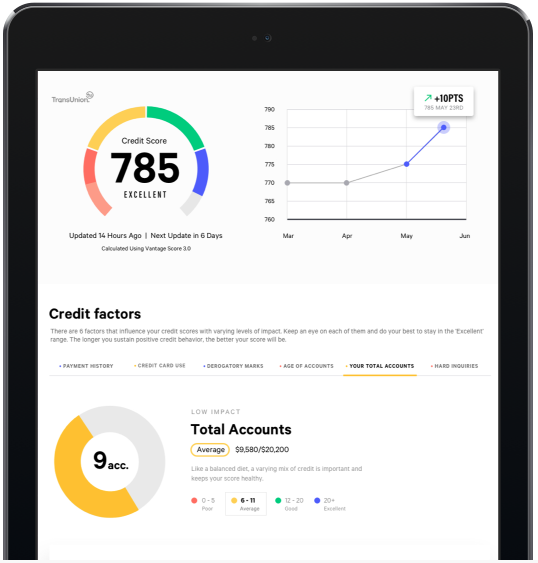 TransUnion
Credit Score
785
EXCELLENT
Updated 14 Hours Ago | Next Update in 6 Days
Calculated Using Vantage Score 3.0
+10PTS
785 MAY 23RD
790
785
780
775
770
765
760
Mar
Apr
May
Jun
Credit factors
There are 6 factors that influence your credit scores with varying levels of impact. Keep an eye on each of them and do your best to stay in the 'Excellent'
range. The longer you sustain positive credit behavior, the better your score will be.
PAYMENT HISTORY
CREDIT CARD USE
DEROGATORY MARKS
AGE OF ACCOUNTS
YOUR TOTAL ACCOUNTS
HARD INQUIRIES
9 acc.
LOW IMPACT
Total Accounts
Average $9,580/$20,200
Like a balanced diet, a varying mix of credit is important and
keeps your score healthy.
0 - 5
Poor
6 - 11
Average
12 - 20
Good
20+
Excellent